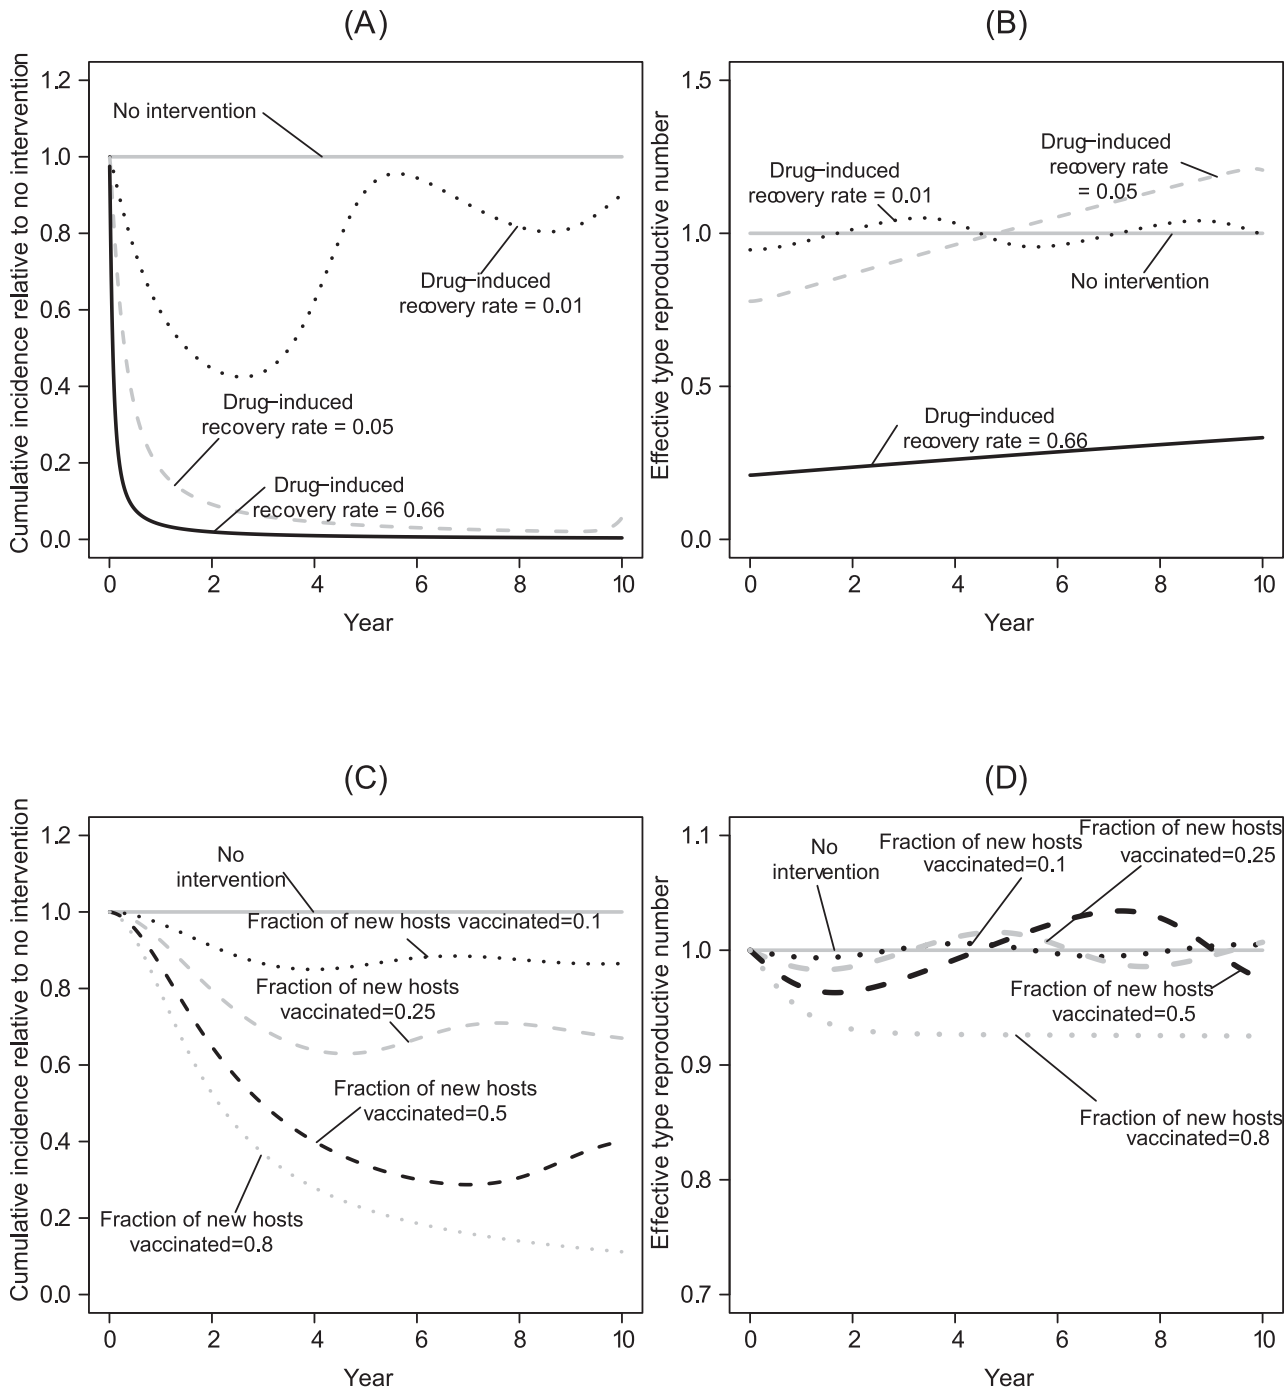 (A)
Cumulative incidence relative to no intervention
1.2
1.0
0.8
0.6
0.4
0.2
0.0
No intervention
Drug-induced
recovery rate = 0.01
Drug-induced
recovery rate = 0.05
Drug-induced
recovery rate = 0.66
0 2 4 6 8 10
Year
(B)
Effective type reproductive number
1.5
1.0
0.5
0.0
Drug-induced
recovery rate = 0.01
Drug-induced
recovery rate
= 0.05
No intervention
Drug-induced
recovery rate = 0.66
0 2 4 6 8 10
Year
(C)
Cumulative incidence relative to no intervention
1.2
1.0
0.8
0.6
0.4
0.2
0.0
No
intervention
Fraction of new hosts vaccinated=0.1
Fraction of new hosts
vaccinated=0.25
Fraction of new hosts
vaccinated=0.5
Fraction of new hosts
vaccinated=0.8
0 2 4 6 8 10
Year
(D)
Effective type reproductive number
1.1
1.0
0.9
0.8
0.7
No
intervention
Fraction of new hosts
vaccinated=0.1
Fraction of new hosts
vaccinated=0.25
Fraction of new hosts
vaccinated=0.5
Fraction of new hosts
vaccinated=0.8
0 2 4 6 8 10
Year